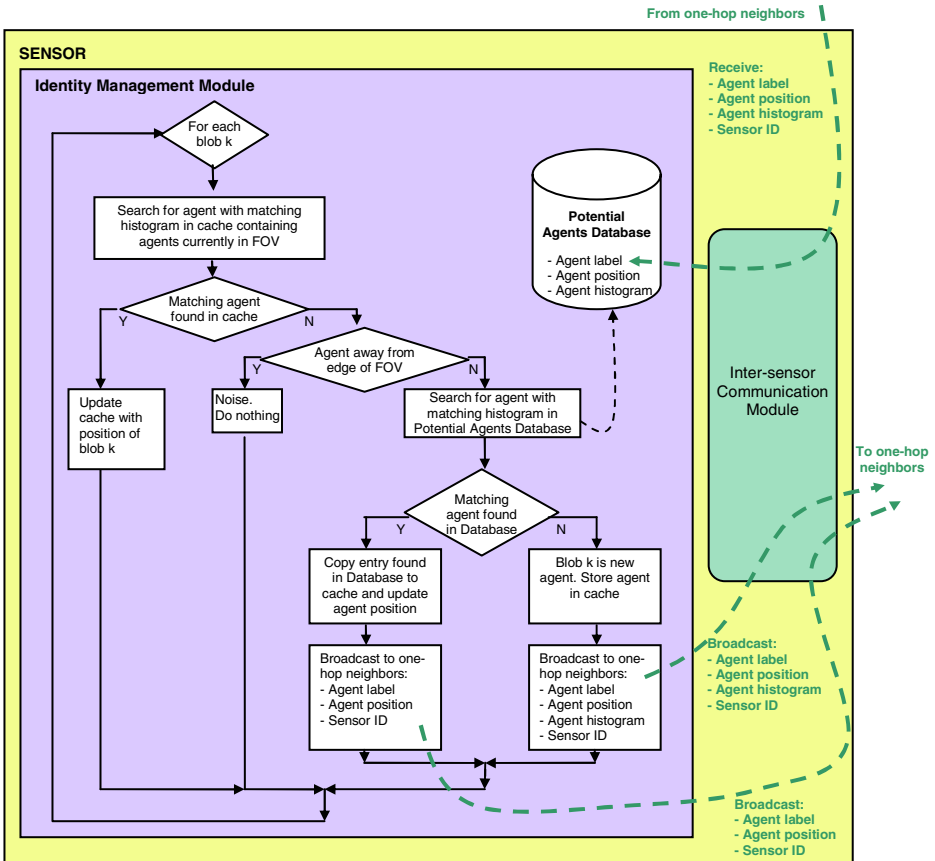 From one-hop neighbors
SENSOR
Identity Management Module
Receive:
- Agent label
- Agent position
- Agent histogram
- Sensor ID
For each
blob k
Search for agent with matching
histogram in cache containing
agents currently in FOV
Potential
Agents Database
- Agent label
- Agent position
- Agent histogram
Matching agent
found in cache
Y
N
Agent away from
edge of FOV
Y
N
Inter-sensor
Communication
Module
Update
cache with
position of
blob k
Noise.
Do nothing
Search for agent with
matching histogram in
Potential Agents Database
To one-hop
neighbors
Matching
agent found
in Database
Y
N
Copy entry found
in Database to
cache and update
agent position
Blob k is new
agent. Store agent
in cache
Broadcast to one-
hop neighbors:
- Agent label
- Agent position
- Sensor ID
Broadcast to one-
hop neighbors:
- Agent label
- Agent position
- Agent histogram
- Sensor ID
Broadcast:
- Agent label
- Agent position
- Agent histogram
- Sensor ID
Broadcast:
- Agent label
- Agent position
- Sensor ID